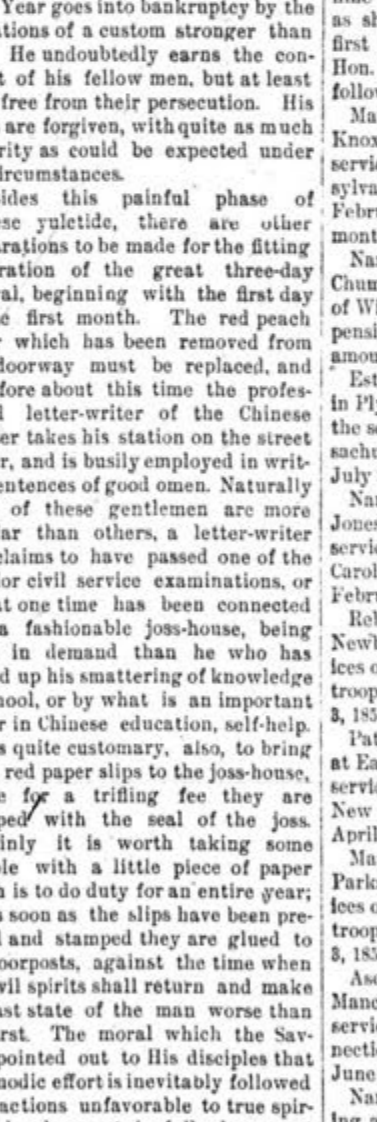 Year goes into bankruptcy by the
ations of a custom stronger than
He undoubtedly earns the con-
t of his fellow men, but at least
free from their persecution. His
are forgiven, with quite as much
rity as could be expected under
ircumstances.
ides this painful phase of
ese yuletide, there are other
arations to be made for the fitting
ration of the great three-day
al, beginning with the first day
e first month. The red peach
which has been removed from
doorway must be replaced, and
fore about this time the profes-
l letter-writer of the Chinese
er takes his station on the street
r, and is busily employed in writ-
entences of good omen. Naturally
of these gentlemen are more
ar than others, a letter-writer
claims to have passed one of the
or civil service examinations, or
at one time has been connected
a fashionable joss-house, being
in demand than he who has
d up his smattering of knowledge
hool, or by what is an important
r in Chinese education, self-help.
s quite customary, also, to bring
red paper slips to the joss-house,
e for a trifling fee they are
ped with the seal of the joss.
inly it is worth taking some
ble with a little piece of paper
h is to do duty for an entire year;
s soon as the slips have been pre-
l and stamped they are glued to
oorposts, against the time when
vil spirits shall return and make
ast state of the man worse than
rst. The moral which the Sav-
pointed out to His disciples that
modic effort is inevitably followed
actions unfavorable to true spir-
as sh
first
Hon.
follow
Ma
Knox
servic
sylva
Febru
mont
Nar
Chum
of Wi
pensi
amou
Est
in Ply
the se
sachu
July
Nar
Jones
servic
Carol
Febru
Reb
Newb
ices o
troop
3, 185
Pat
at Ea
servic
New
April
Ma
Park
ices o
troop
3, 185
Asc
Manc
servic
necti
June
Nar
ing a